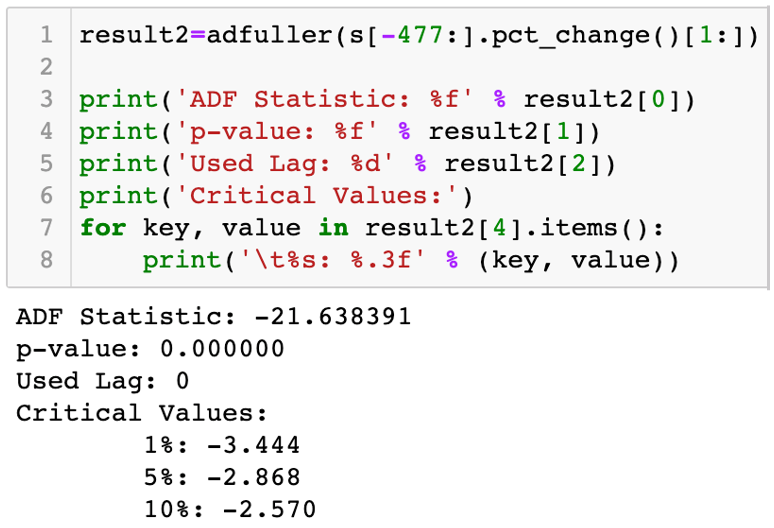 1 result2=adfuller(s[-477:].pct_change()[1:])
2
3 print('ADF Statistic: %f' % result2[0])
4 print('p-value: %f' % result2[1])
5 print('Used Lag: %d' % result2[2])
6 print('Critical Values:')
7 for key, value in result2[4].items():
8     print('\t%s: %.3f' % (key, value))
ADF Statistic: -21.638391
p-value: 0.000000
Used Lag: 0
Critical Values:
        1%: -3.444
        5%: -2.868
        10%: -2.570